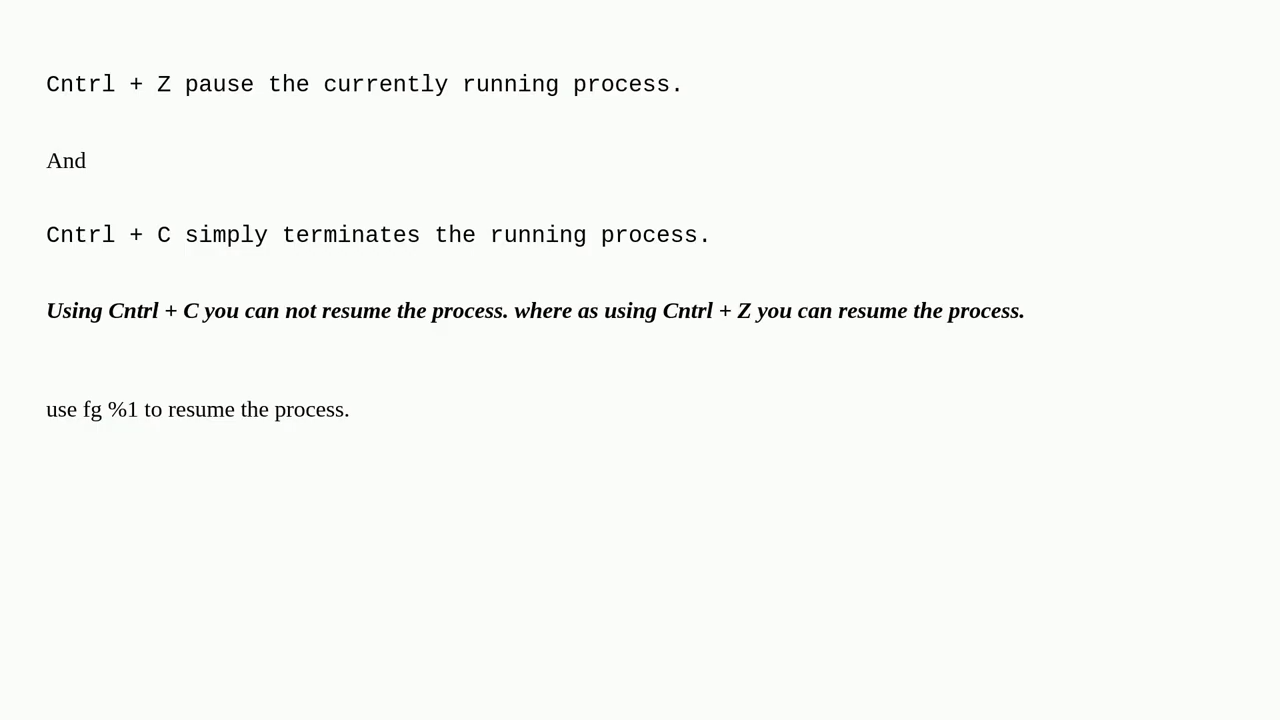 Cntrl + Z pause the currently running process.
And
Cntrl + C simply terminates the running process.
Using Cntrl + C you can not resume the process. where as using Cntrl + Z you can resume the process.
use fg %1 to resume the process.